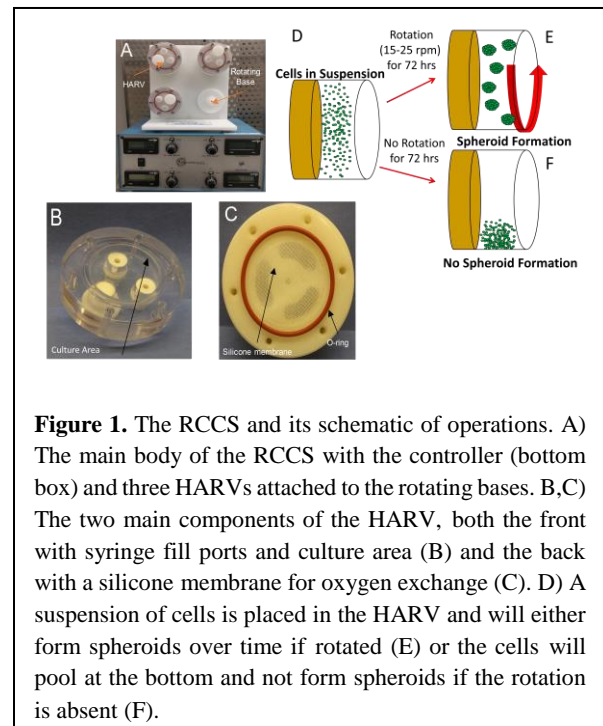 A
HARV
Rotating
Base
D
Cells in Suspension
Rotation
(15-25 rpm)
for 72 hrs
E
Spheroid Formation
No Rotation
for 72 hrs
F
No Spheroid Formation
B
Culture Area
C
Silicone membrane
O-ring
Figure 1. The RCCS and its schematic of operations. A)
The main body of the RCCS with the controller (bottom
box) and three HARVs attached to the rotating bases. B,C)
The two main components of the HARV, both the front
with syringe fill ports and culture area (B) and the back
with a silicone membrane for oxygen exchange (C). D) A
suspension of cells is placed in the HARV and will either
form spheroids over time if rotated (E) or the cells will
pool at the bottom and not form spheroids if the rotation
is absent (F).